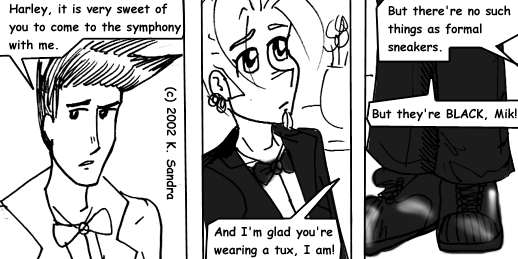 Harley, it is very sweet of
you to come to the symphony
with me.
(c) 2002 K. Sandra
And I'm glad you're
wearing a tux, I am!
But there're no such
things as formal
sneakers.
But they're BLACK, Mik!